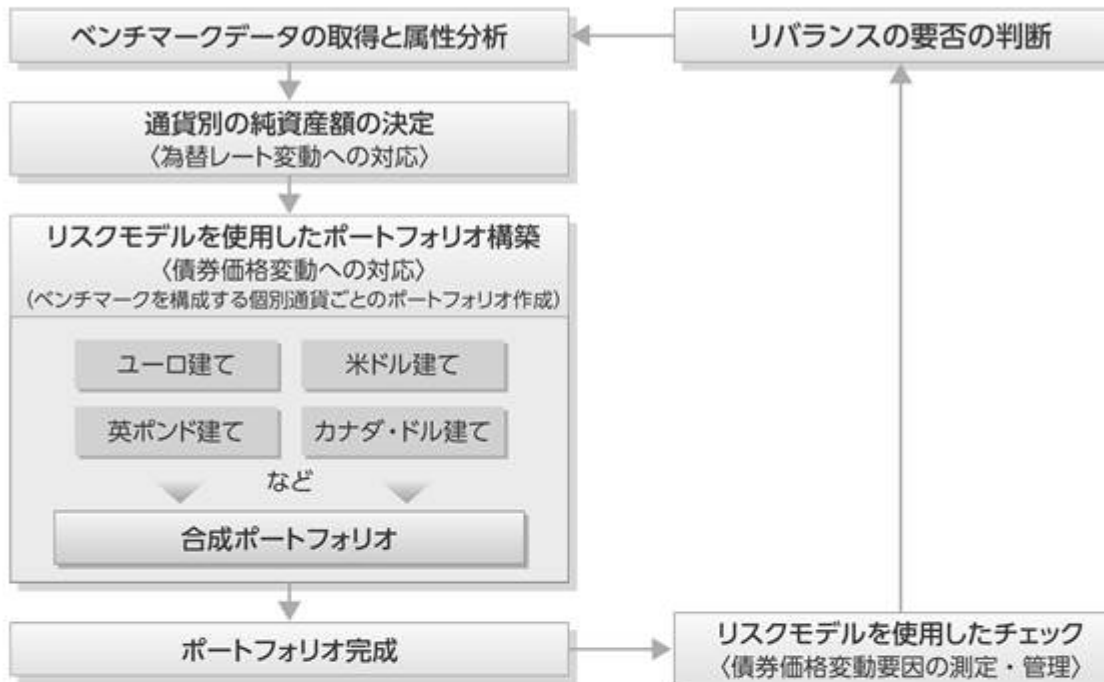 ベンチマークデータの取得と属性分析
リバランスの要否の判断
通貨別の純資産額の決定
〈為替レート変動への対応〉
リスクモデルを使用したポートフォリオ構築
〈債券価格変動への対応〉
(ベンチマークを構成する個別通貨ごとのポートフォリオ作成)
ユーロ建て
米ドル建て
英ポンド建て
カナダ・ドル建て
など
合成ポートフォリオ
ポートフォリオ完成
リスクモデルを使用したチェック
〈債券価格変動要因の測定・管理〉